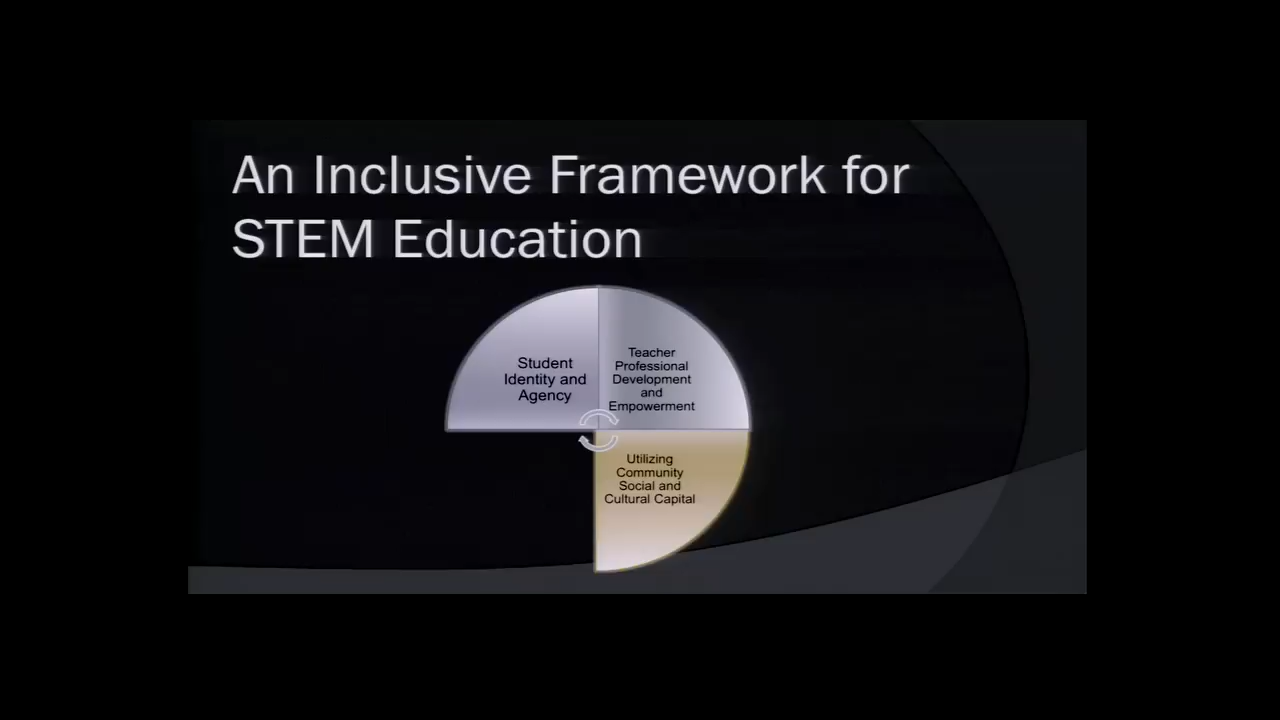 An Inclusive Framework for
STEM Education
Student
Identity and
Agency
Teacher
Professional
Development
and
Empowerment
Utilizing
Community
Social and
Cultural Capital